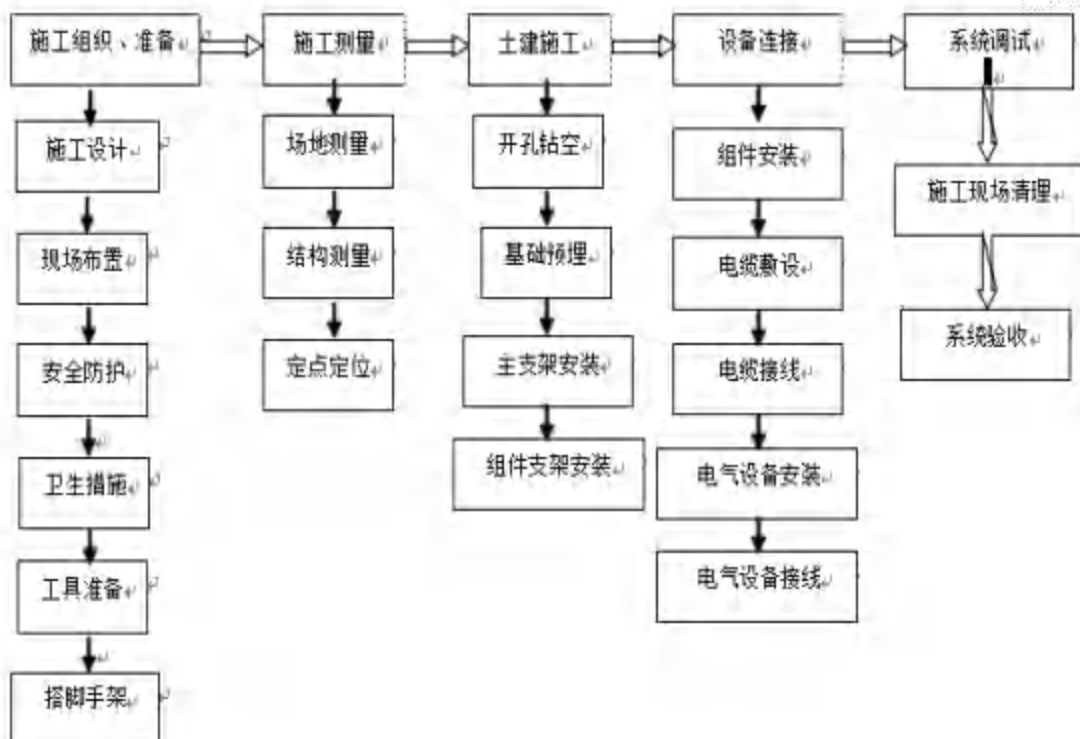 施工组织、准备
施工测量
土建施工
设备连接
系统调试
施工设计
现场布置
安全防护
卫生措施
工具准备
搭脚手架
场地测量
结构测量
定点定位
开孔钻空
基础预埋
主支架安装
组件支架安装
组件安装
电缆敷设
电缆接线
电气设备安装
电气设备接线
施工现场清理
系统验收